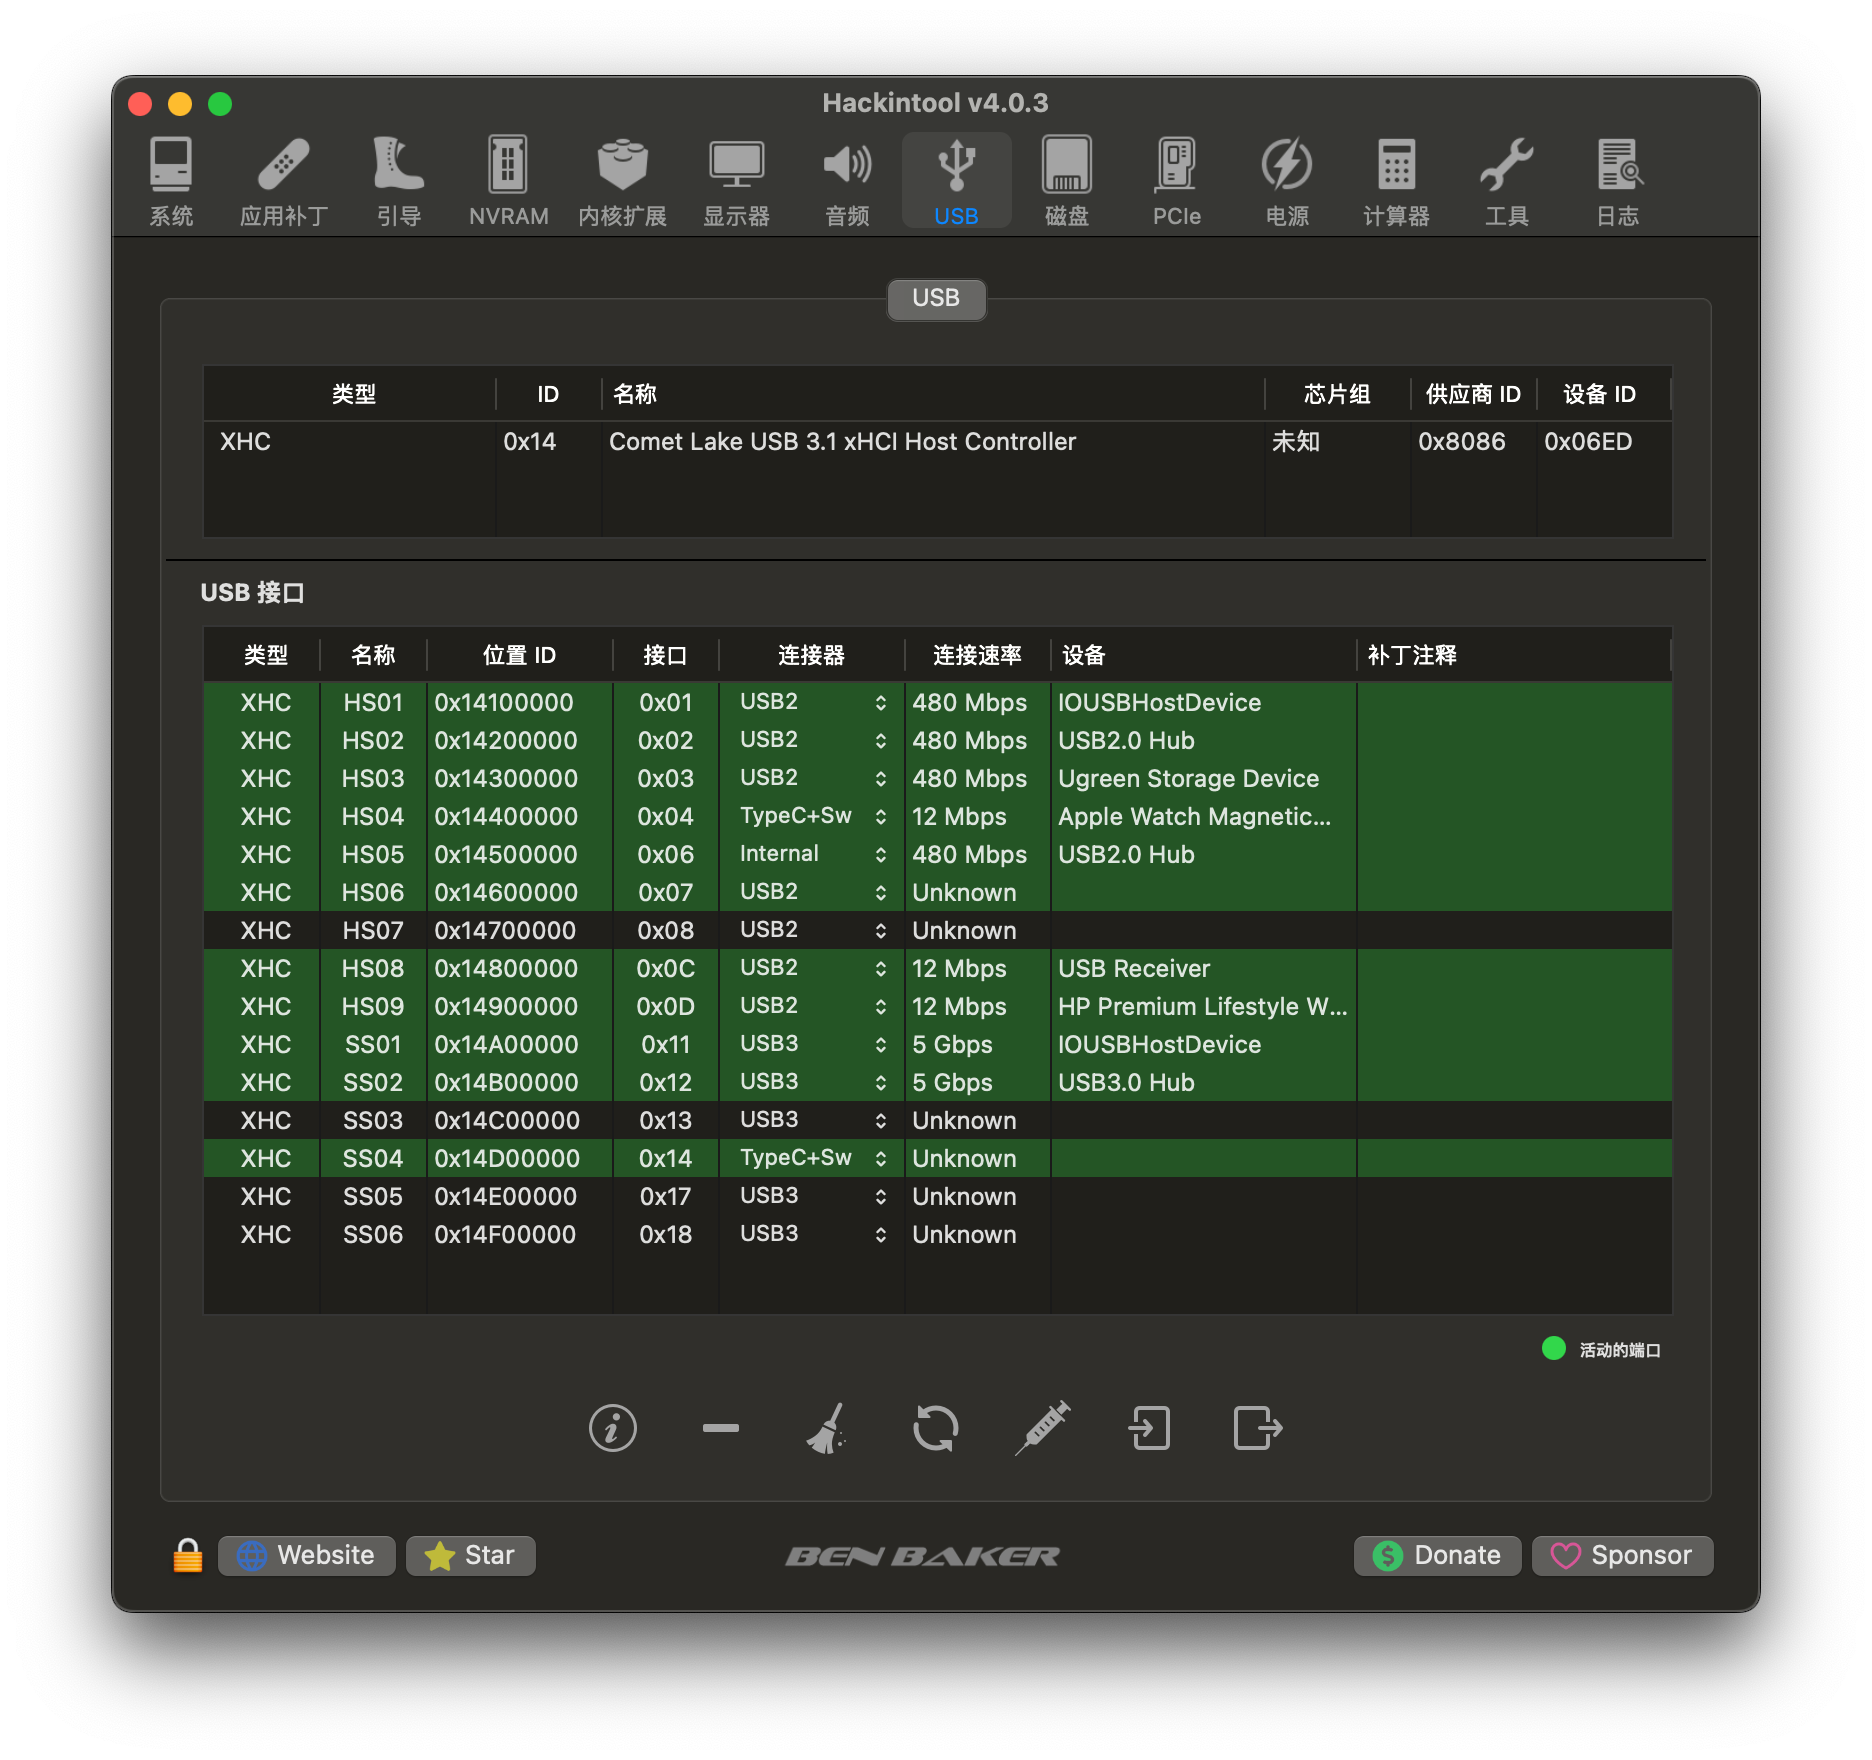 Hackintool v4.0.3
系统 应用补丁 引导 NVRAM 内核扩展 显示器 音频 USB 磁盘 PCIe 电源 计算器 工具 日志
USB
类型 ID 名称 芯片组 供应商 ID 设备 ID
XHC 0x14 Comet Lake USB 3.1 xHCI Host Controller 未知 0x8086 0x06ED
USB 接口
类型 名称 位置 ID 接口 连接器 连接速率 设备 补丁注释
XHC HS01 0x14100000 0x01 USB2 480 Mbps IOUSBHostDevice
XHC HS02 0x14200000 0x02 USB2 480 Mbps USB2.0 Hub
XHC HS03 0x14300000 0x03 USB2 480 Mbps Ugreen Storage Device
XHC HS04 0x14400000 0x04 TypeC+Sw 12 Mbps Apple Watch Magnetic...
XHC HS05 0x14500000 0x06 Internal 480 Mbps USB2.0 Hub
XHC HS06 0x14600000 0x07 USB2 Unknown
XHC HS07 0x14700000 0x08 USB2 Unknown
XHC HS08 0x14800000 0x0C USB2 12 Mbps USB Receiver
XHC HS09 0x14900000 0x0D USB2 12 Mbps HP Premium Lifestyle W...
XHC SS01 0x14A00000 0x11 USB3 5 Gbps IOUSBHostDevice
XHC SS02 0x14B00000 0x12 USB3 5 Gbps USB3.0 Hub
XHC SS03 0x14C00000 0x13 USB3 Unknown
XHC SS04 0x14D00000 0x14 TypeC+Sw Unknown
XHC SS05 0x14E00000 0x17 USB3 Unknown
XHC SS06 0x14F00000 0x18 USB3 Unknown
活动的端口
Website Star BEN BAKER Donate Sponsor